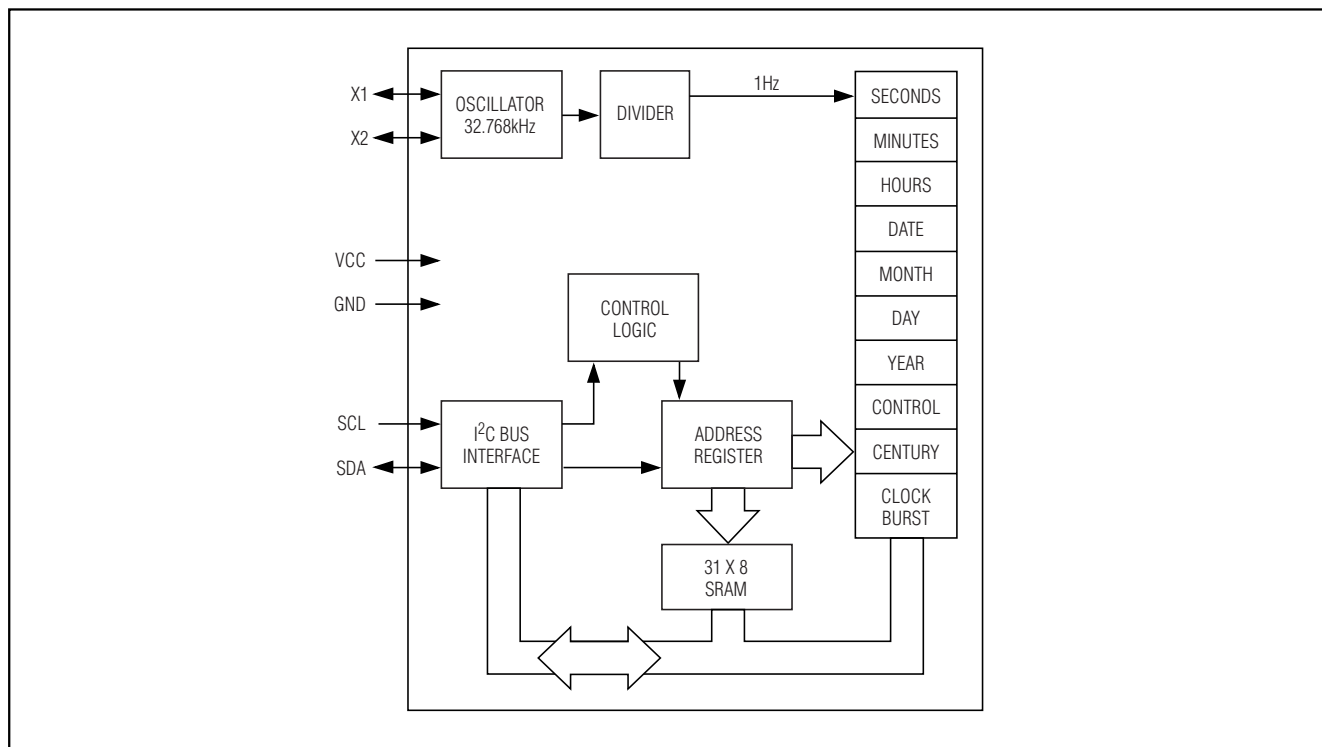 X1
X2
OSCILLATOR
32.768kHz
DIVIDER
1Hz
SECONDS
MINUTES
HOURS
DATE
MONTH
DAY
YEAR
CONTROL
CENTURY
CLOCK
BURST
VCC
GND
CONTROL
LOGIC
SCL
SDA
I²C BUS
INTERFACE
ADDRESS
REGISTER
31 X 8
SRAM